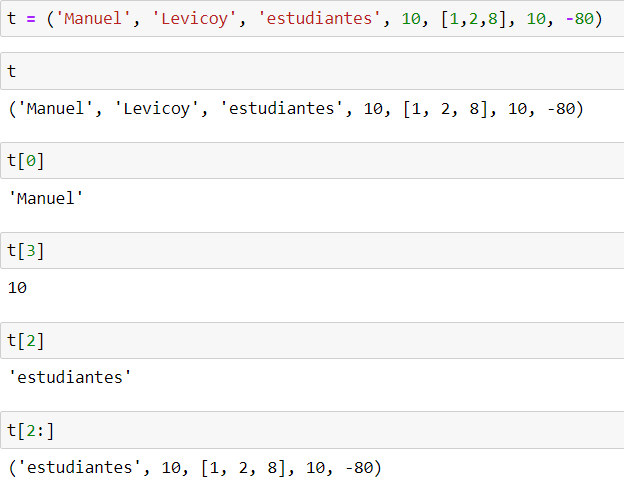 t = ('Manuel', 'Levicoy', 'estudiantes', 10, [1,2,8], 10, -80)
t
('Manuel', 'Levicoy', 'estudiantes', 10, [1, 2, 8], 10, -80)
t[0]
'Manuel'
t[3]
10
t[2]
'estudiantes'
t[2:]
('estudiantes', 10, [1, 2, 8], 10, -80)